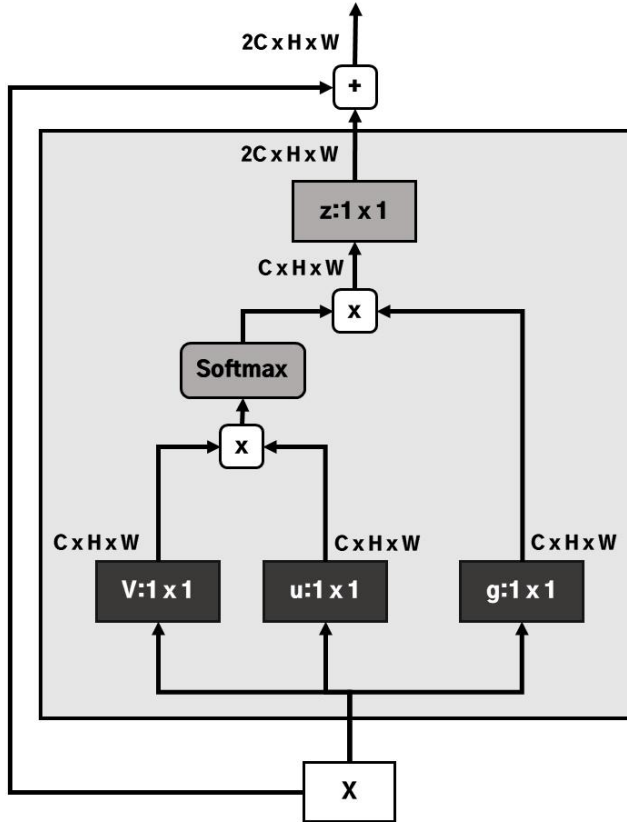 2C x H x W
+
2C x H x W
z:1 x 1
C x H x W
x
Softmax
x
C x H x W
C x H x W
C x H x W
V:1 x 1
u:1 x 1
g:1 x 1
X